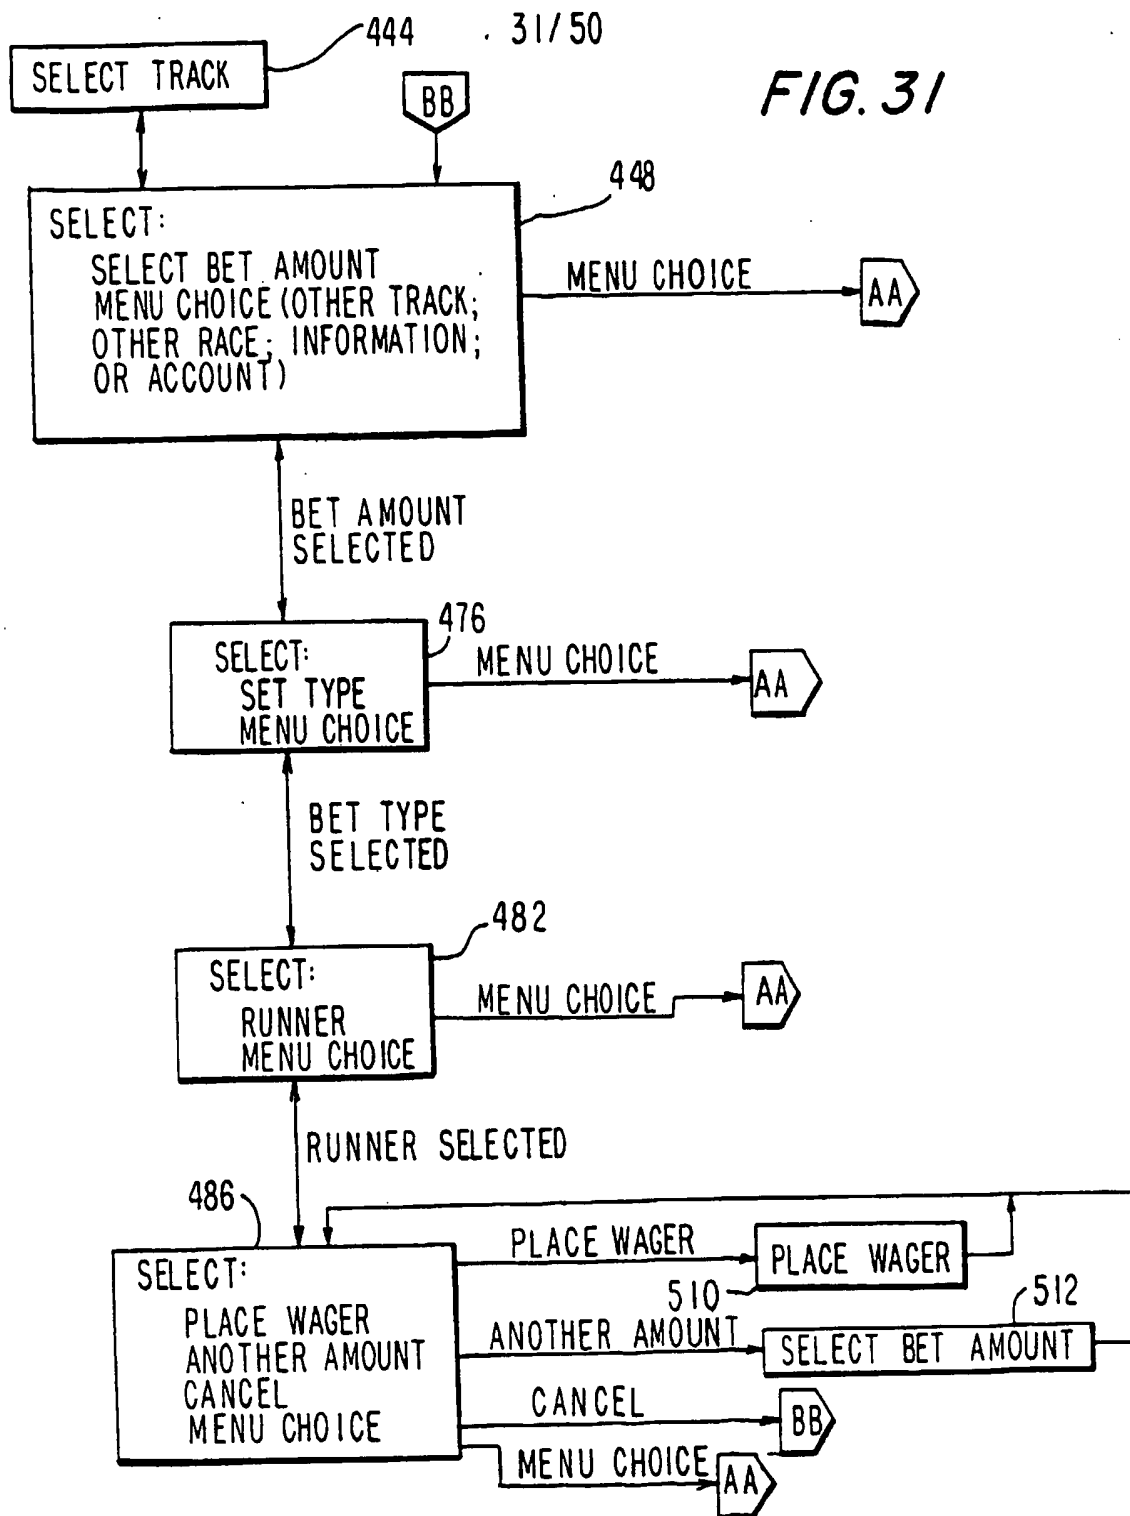 444
31/50
SELECT TRACK
BB
FIG. 31
448
SELECT:
SELECT BET AMOUNT
MENU CHOICE (OTHER TRACK;
OTHER RACE; INFORMATION;
OR ACCOUNT)
MENU CHOICE
AA
BET AMOUNT
SELECTED
476
SELECT:
SET TYPE
MENU CHOICE
MENU CHOICE
AA
BET TYPE
SELECTED
482
SELECT:
RUNNER
MENU CHOICE
MENU CHOICE
AA
RUNNER SELECTED
486
SELECT:
PLACE WAGER
ANOTHER AMOUNT
CANCEL
MENU CHOICE
PLACE WAGER
PLACE WAGER
510
512
ANOTHER AMOUNT
SELECT BET AMOUNT
CANCEL
BB
MENU CHOICE
AA